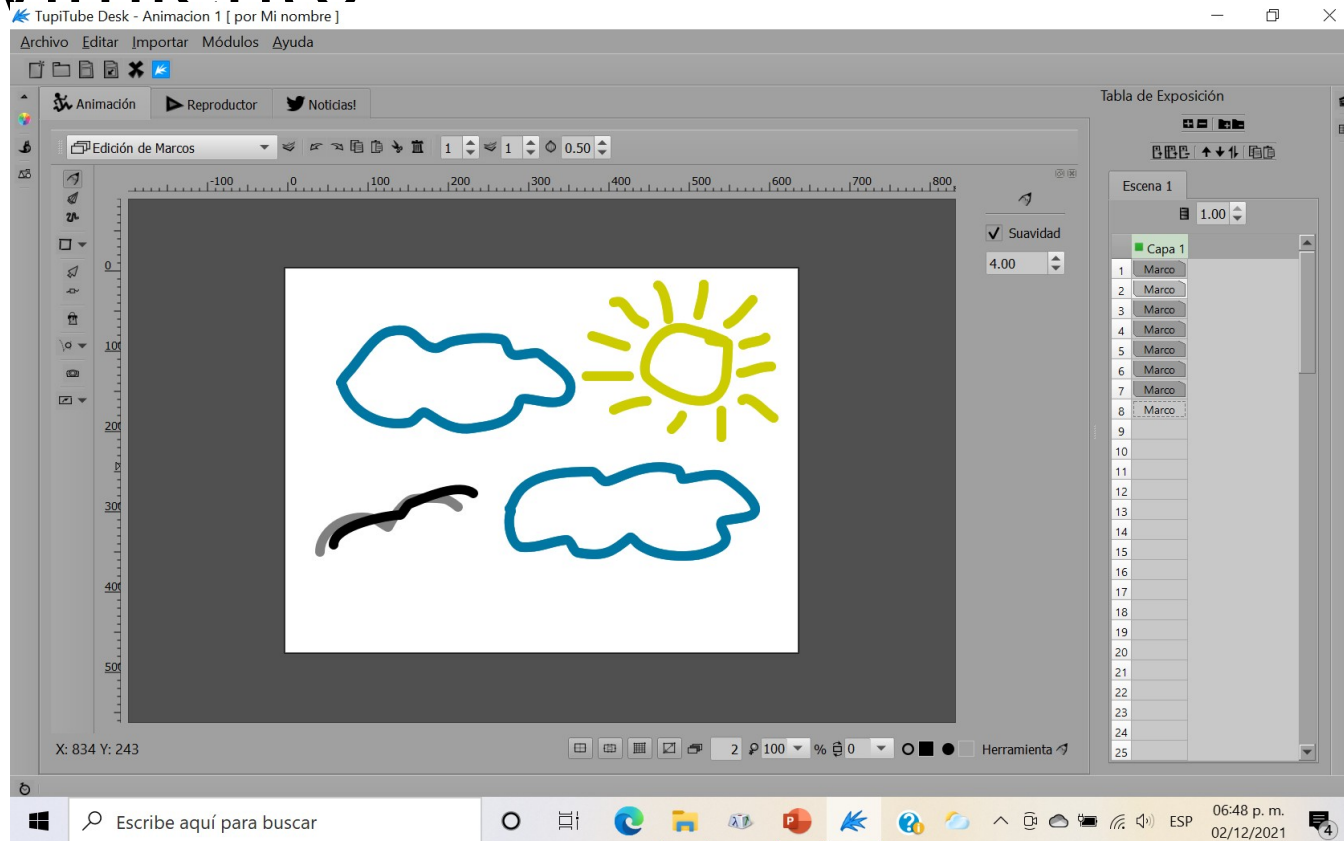 TupiTube Desk - Animacion 1 [ por Mi nombre ]
Archivo Editar Importar Módulos Ayuda
Animación Reproductor Noticias!
Tabla de Exposición
Edición de Marcos 1 1 0.50
-100 0 100 200 300 400 500 600 700 800
Escena 1
1.00
Suavidad
4.00
0
100
200
300
400
500
Capa 1
1 Marco
2 Marco
3 Marco
4 Marco
5 Marco
6 Marco
7 Marco
8 Marco
9
10
11
12
13
14
15
16
17
18
19
20
21
22
23
24
25
X: 834 Y: 243 2 100 % 0 Herramienta
Escribe aquí para buscar
ESP
06:48 p. m.
02/12/2021
4